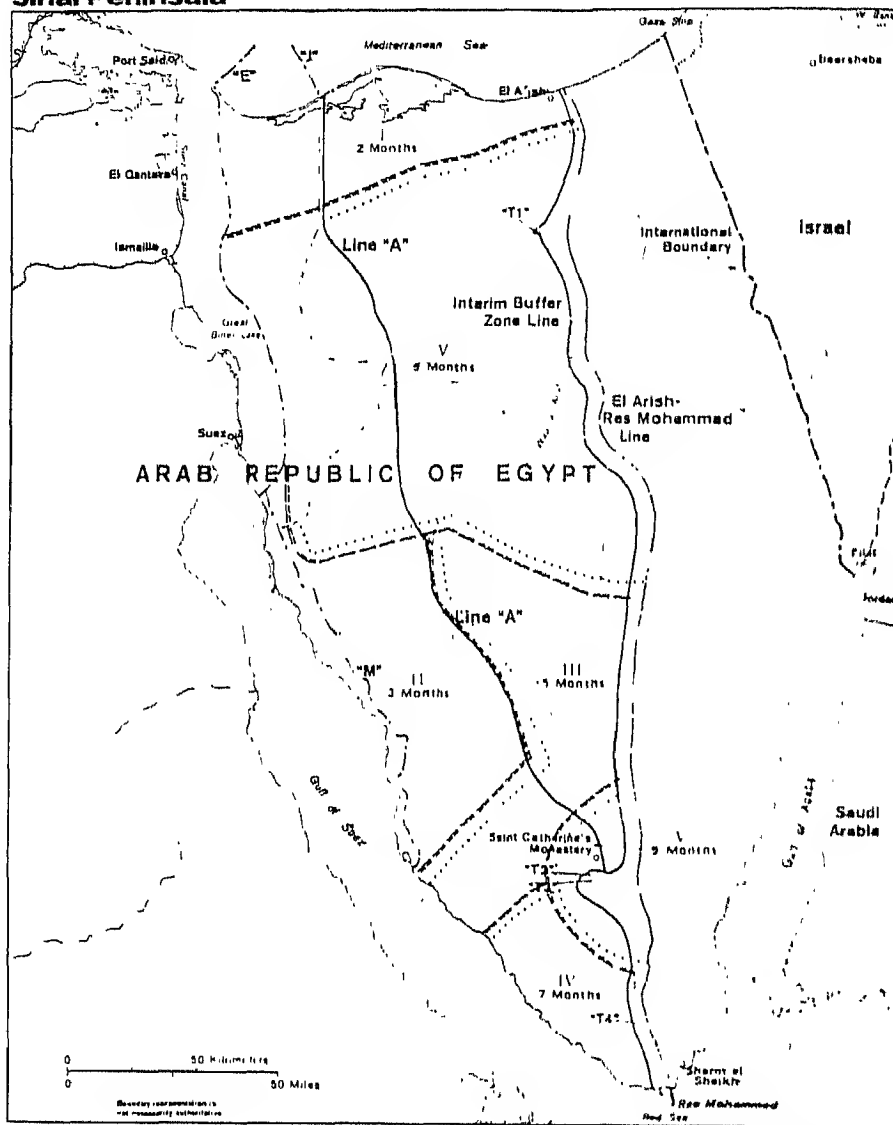 Sinai Peninsula
Mediterranean Sea
Gaza Strip
Port Said
"E"
"J"
Beersheba
El Arish
2 Months
El Qantara
Suez Canal
"T1"
International
Boundary
Israel
Ismailia
Line "A"
Interim Buffer
Zone Line
Great
Bitter Lakes
V
9 Months
El Arish-
Ras Mohammad
Line
Suez
ARAB REPUBLIC OF EGYPT
Jordan
Line "A"
"M"
II
3 Months
III
5 Months
Gulf of Suez
Gulf of Aqaba
Saudi
Arabia
Saint Catherine's
Monastery
9 Months
IV
7 Months
"T4"
0 50 Kilometers
0 50 Miles
Boundary representation is
not necessarily authoritative
Sharm el
Sheikh
Ras Mohammad
Red Sea